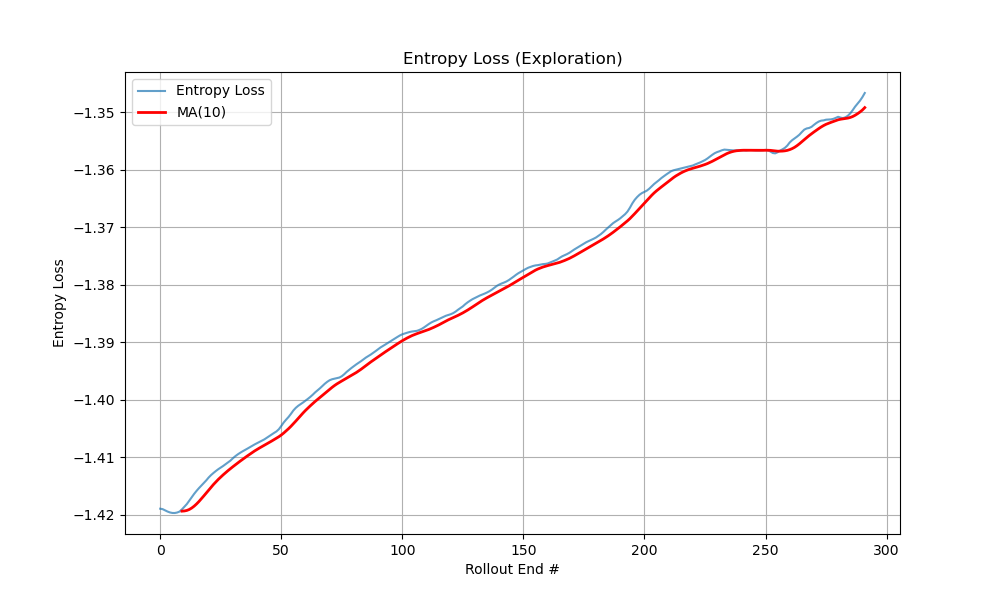 Entropy Loss (Exploration)
Entropy Loss
MA(10)
−1.35
−1.36
−1.37
−1.38
−1.39
−1.40
−1.41
−1.42
Entropy Loss
0 50 100 150 200 250 300
Rollout End #